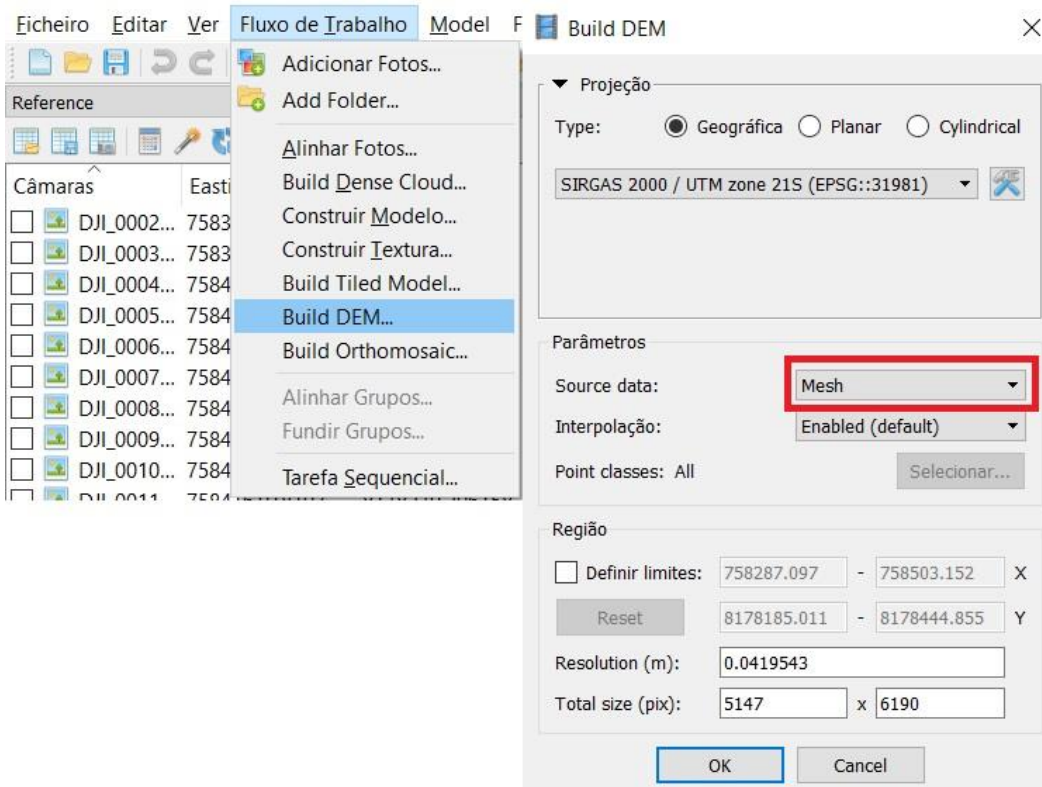 Ficheiro Editar Ver Fluxo de Trabalho Model F
Adicionar Fotos...
Reference
Add Folder...
Alinhar Fotos...
Câmaras Easti
Build Dense Cloud...
DJI_0002... 7583
Construir Modelo...
DJI_0003... 7583
Construir Textura...
DJI_0004... 7584
Build Tiled Model...
DJI_0005... 7584
Build DEM...
DJI_0006... 7584
Build Orthomosaic...
DJI_0007... 7584
DJI_0008... 7584
Alinhar Grupos...
DJI_0009... 7584
Fundir Grupos...
DJI_0010... 7584
Tarefa Sequencial...
DJI_0011
Build DEM
Projeção
Type: Geográfica Planar Cylindrical
SIRGAS 2000 / UTM zone 21S (EPSG::31981)
Parâmetros
Source data: Mesh
Interpolação: Enabled (default)
Point classes: All Selecionar...
Região
Definir limites: 758287.097 - 758503.152 X
Reset 8178185.011 - 8178444.855 Y
Resolution (m): 0.0419543
Total size (pix): 5147 x 6190
OK Cancel